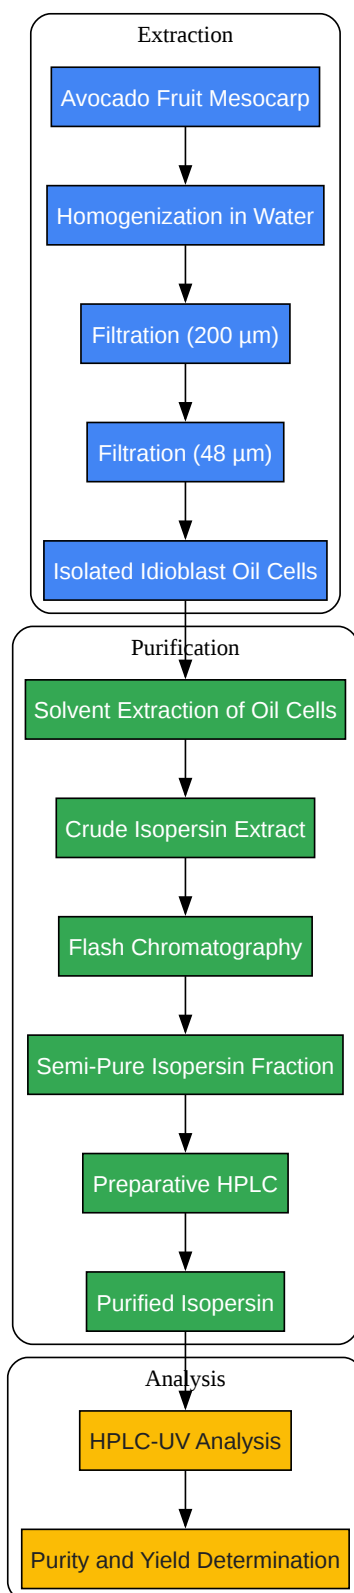 Extraction
Avocado Fruit Mesocarp
Homogenization in Water
Filtration (200 µm)
Filtration (48 µm)
Isolated Idioblast Oil Cells
Purification
Solvent Extraction of Oil Cells
Crude Isopersin Extract
Flash Chromatography
Semi-Pure Isopersin Fraction
Preparative HPLC
Purified Isopersin
Analysis
HPLC-UV Analysis
Purity and Yield Determination